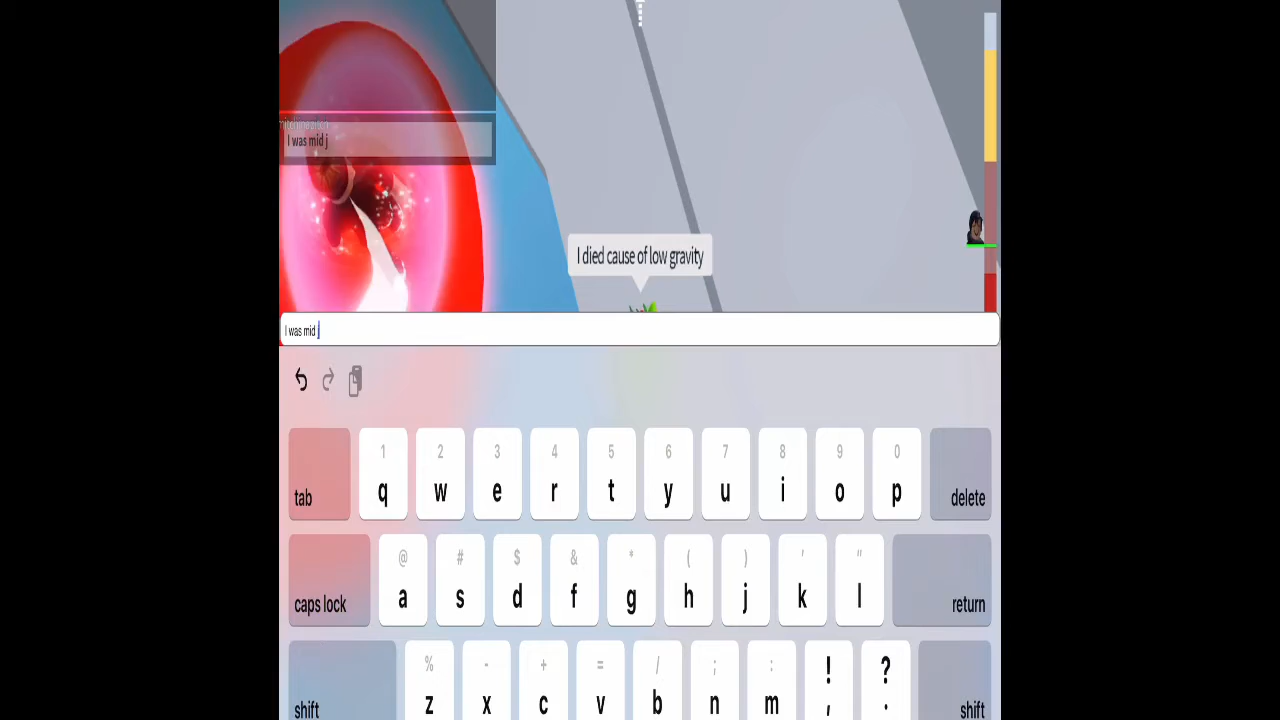 I was mid j
I died cause of low gravity
I was mid j
tab
1 2 3 4 5 6 7 8 9 0
q w e r t y u i o p
delete
caps lock
@ # $ & * ( ) ' "
a s d f g h j k l
return
shift
% - + = / ; : ! ?
z x c v b n m , .
shift